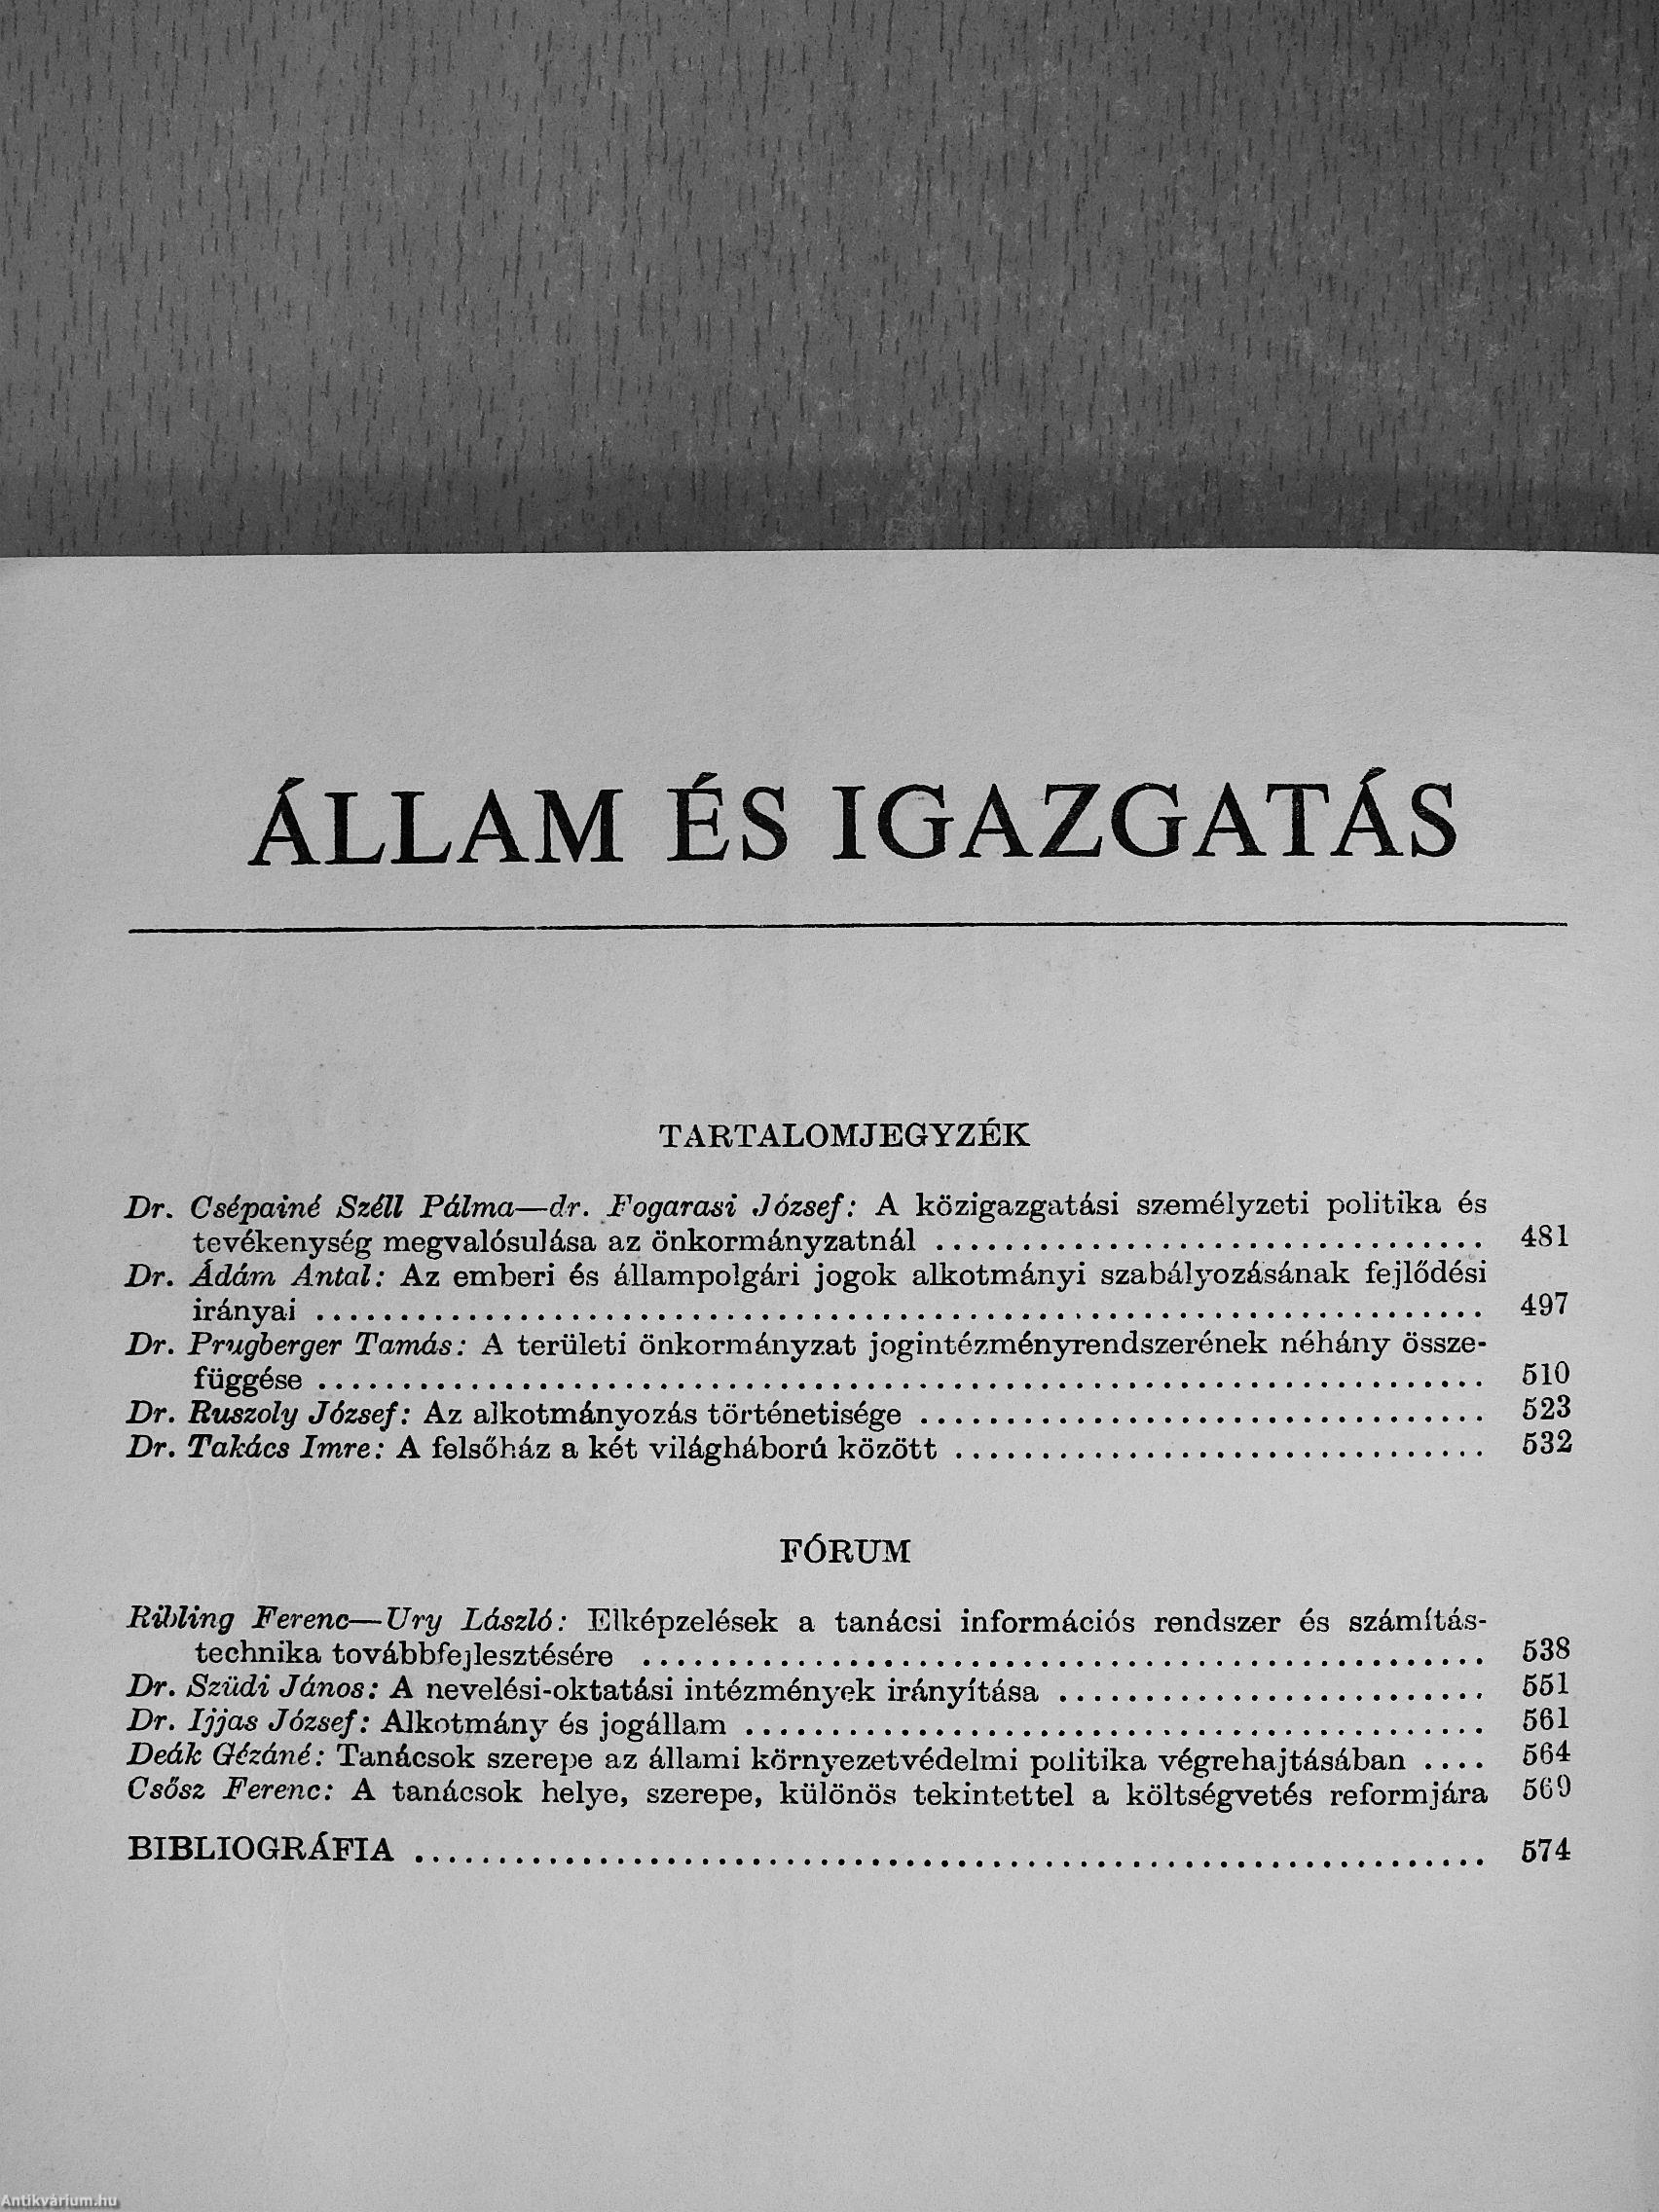 ÁLLAM ÉS IGAZGATÁS
TARTALOMJEGYZÉK
Dr. Csépainé Széll Pálma—dr. Fogarasi József: A közigazgatási személyzeti politika és
tevékenység megvalósulása az önkormányzatnál ................................ 481
Dr. Ádám Antal: Az emberi és állampolgári jogok alkotmányi szabályozásának fejlődési
irányai .................................................................... 497
Dr. Prugberger Tamás: A területi önkormányzat jogintézményrendszerének néhány össze-
függése .................................................................... 510
Dr. Ruszoly József: Az alkotmányozás történetisége ................................. 523
Dr. Takács Imre: A felsőház a két világháború között ............................... 532
FÓRUM
Ribling Ferenc—Ury László: Elképzelések a tanácsi információs rendszer és számítás-
technika továbbfejlesztésére ................................................. 538
Dr. Szüdi János: A nevelési-oktatási intézmények irányítása ......................... 551
Dr. Ijjas József: Alkotmány és jogállam ........................................... 561
Deák Gézáné: Tanácsok szerepe az állami környezetvédelmi politika végrehajtásában .... 564
Csősz Ferenc: A tanácsok helye, szerepe, különös tekintettel a költségvetés reformjára 569
BIBLIOGRÁFIA .............................................................. 574
Antikvárium.hu